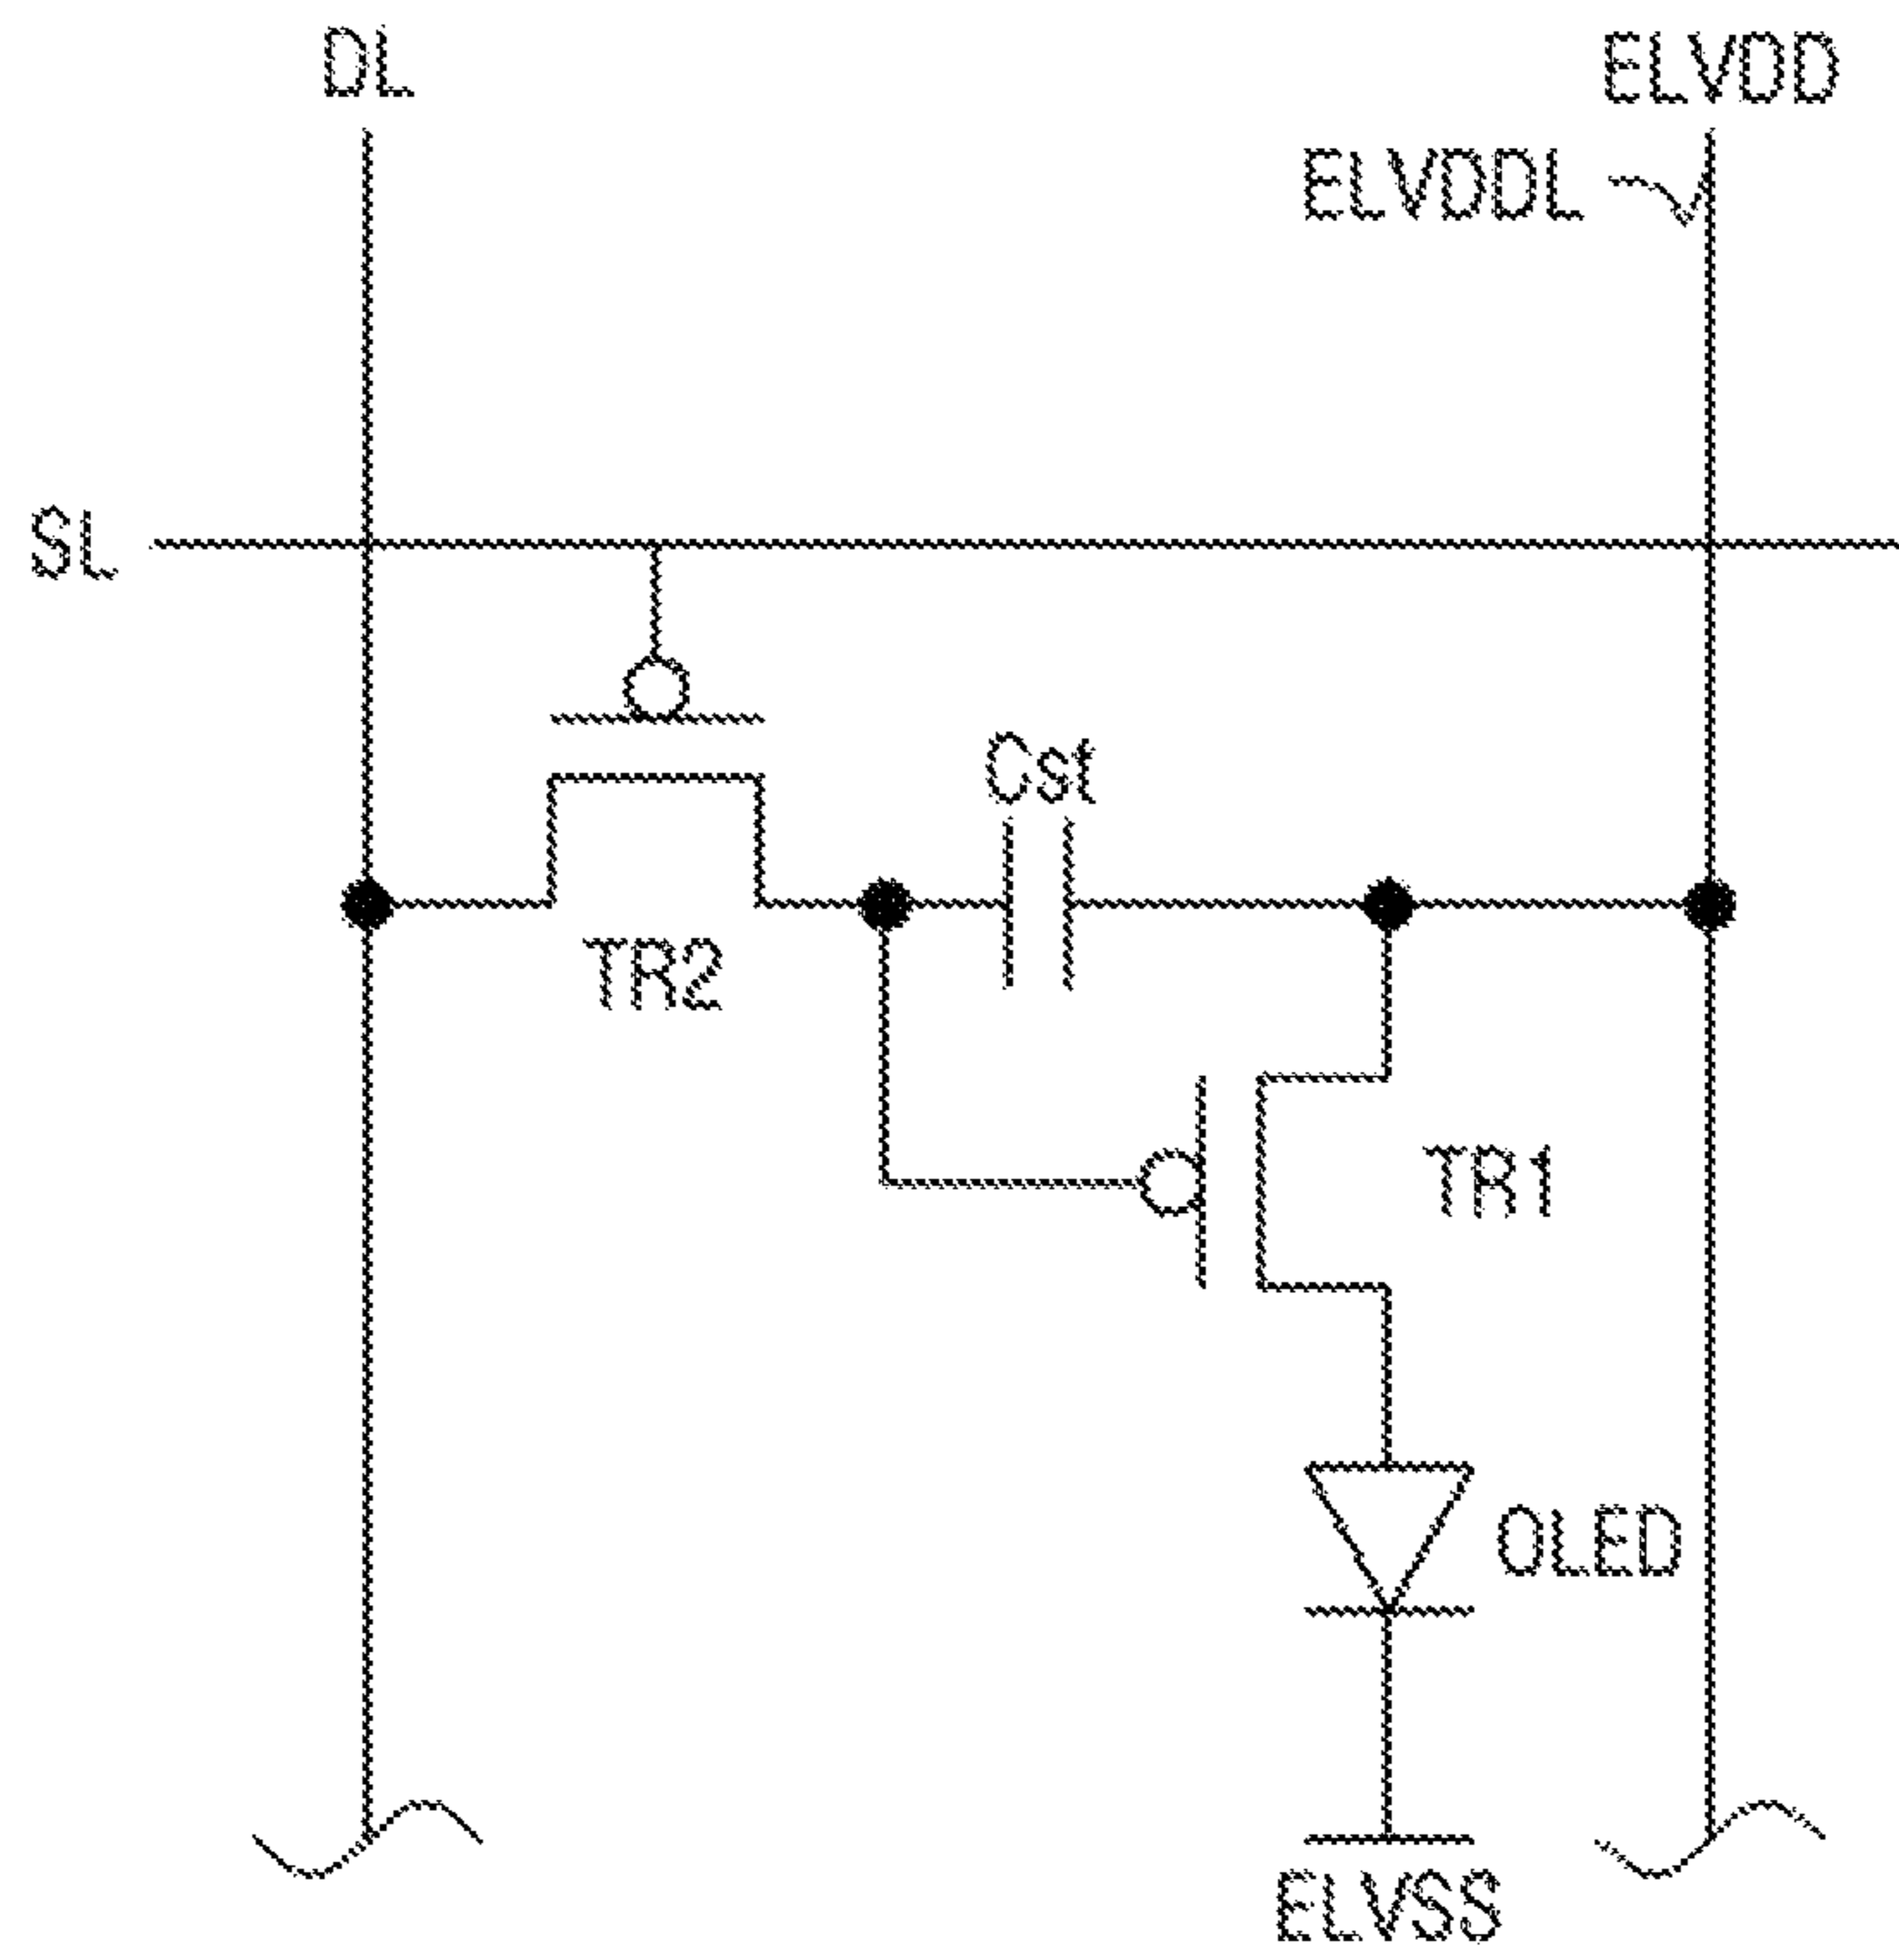 DL
ELVDD
ELVDDL
SL
Cst
TR2
TR1
OLED
ELVSS